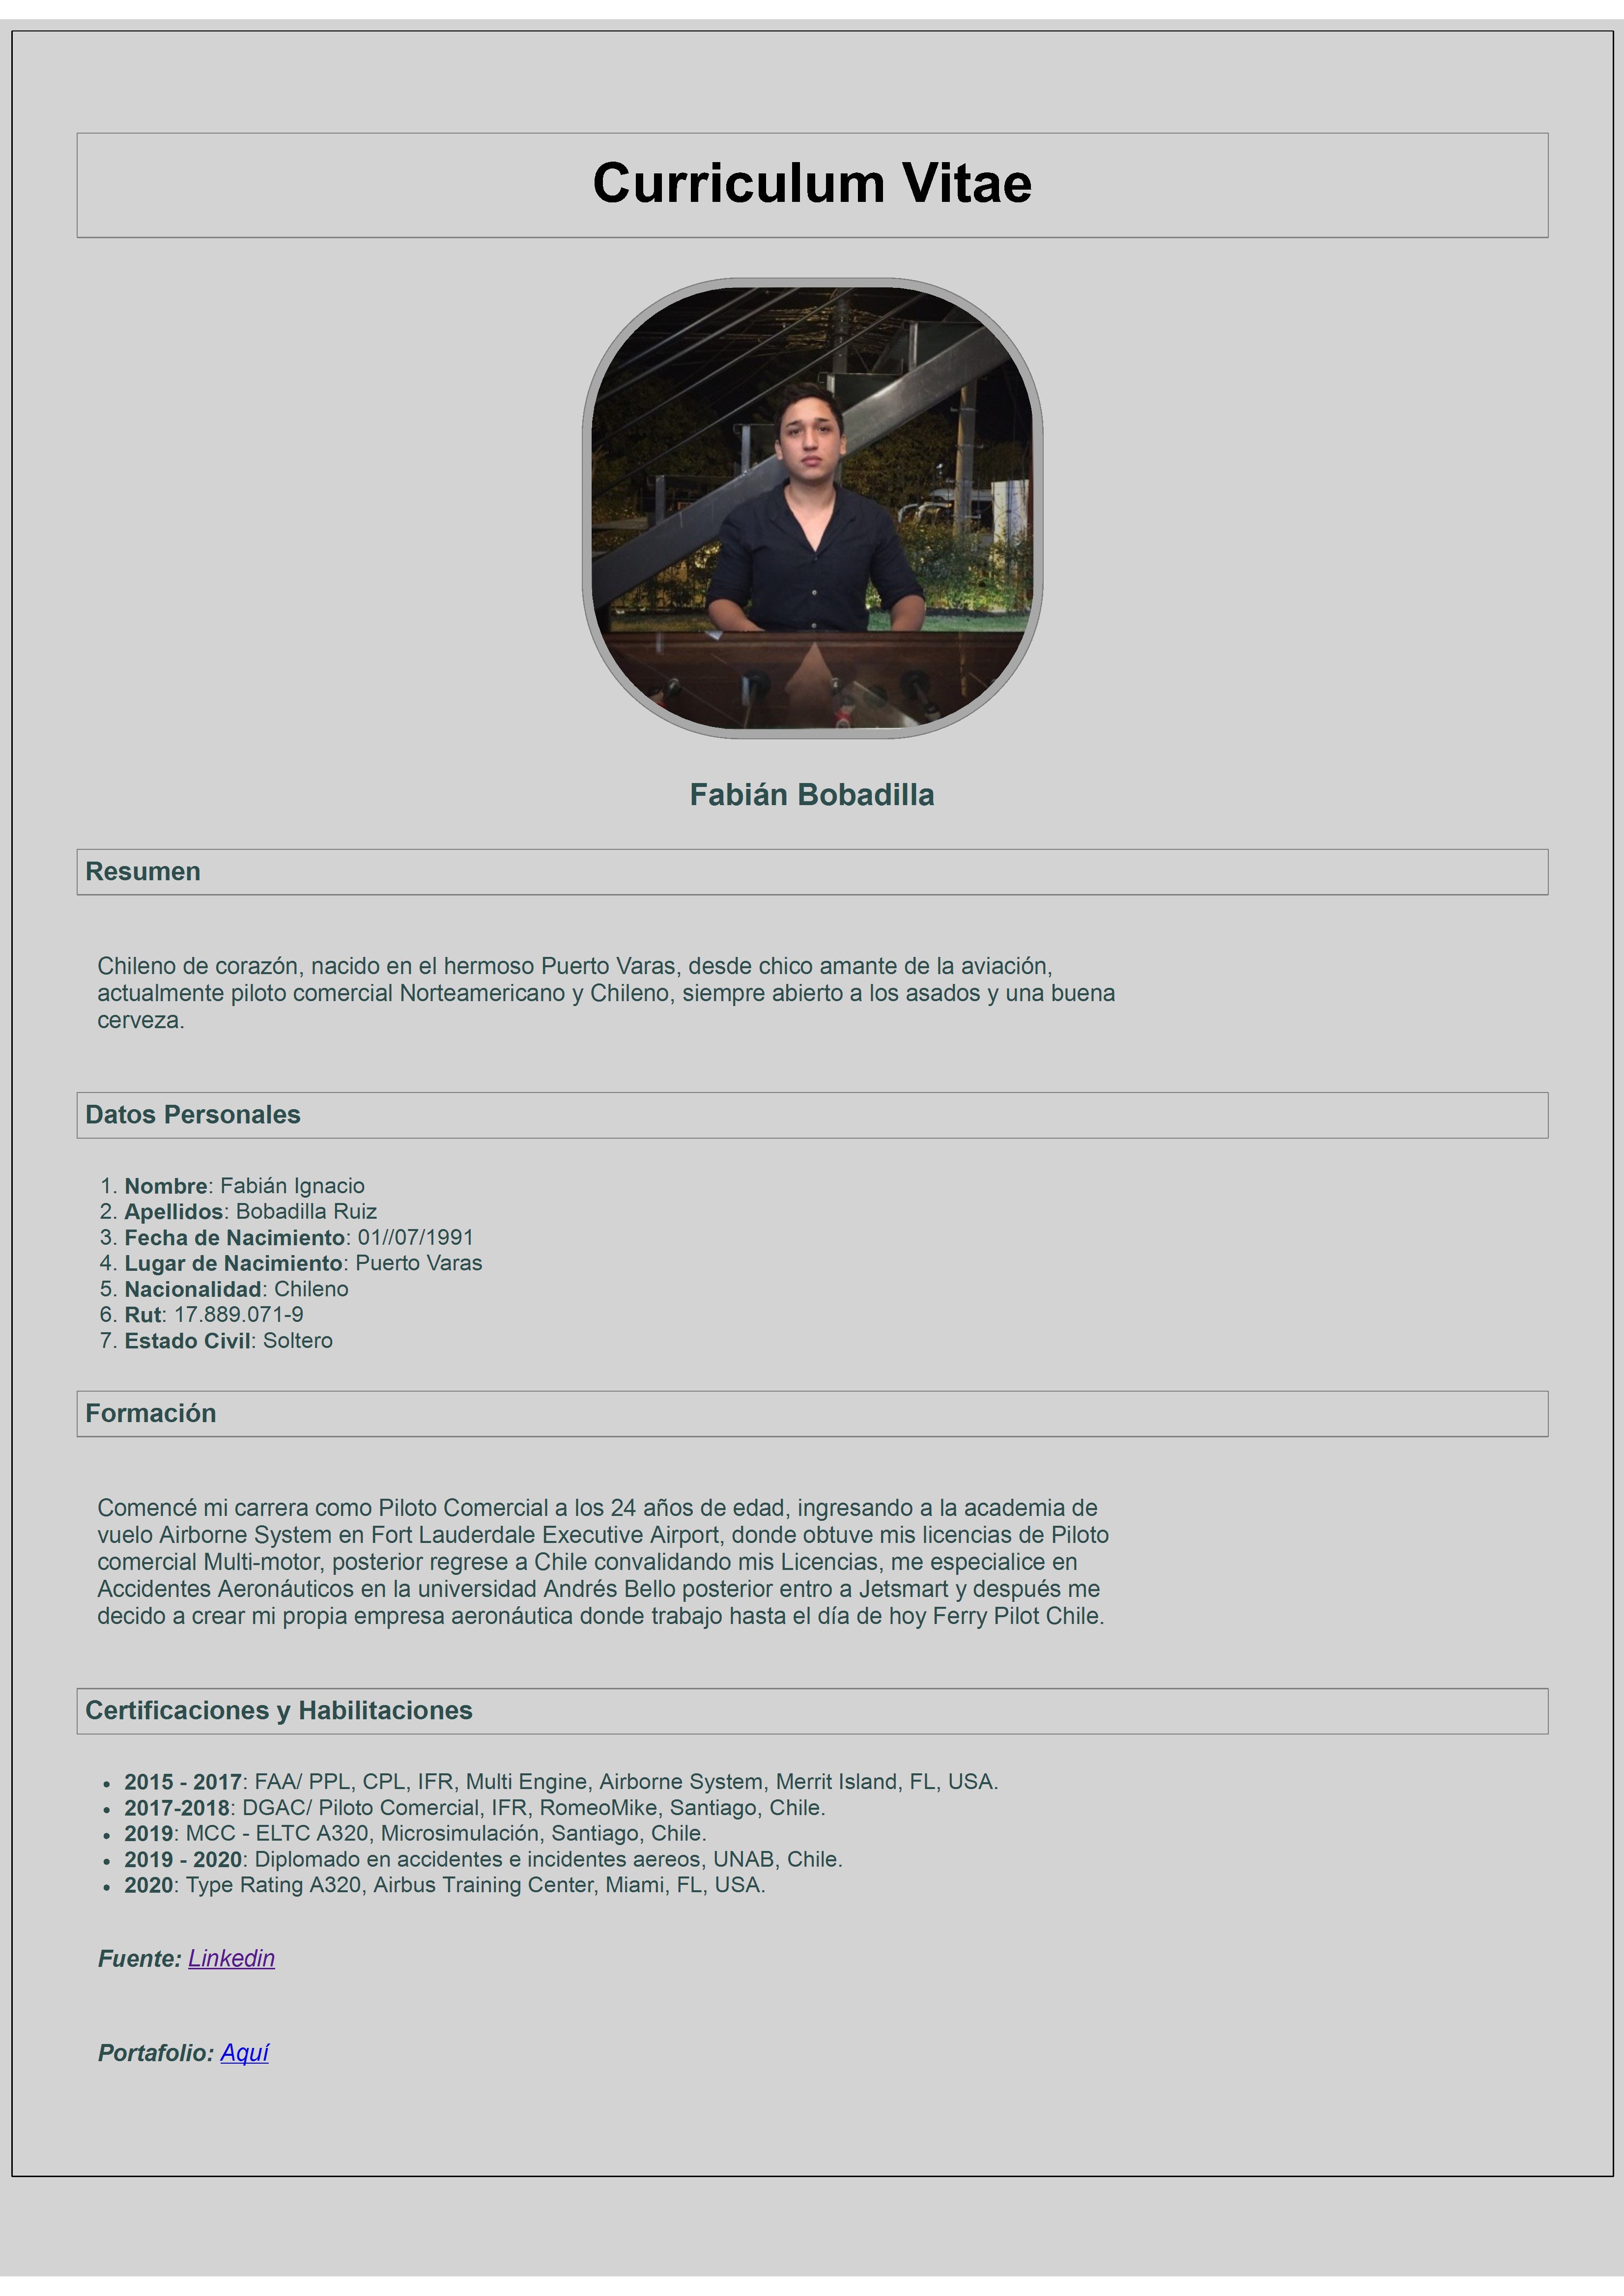 Curriculum Vitae
Fabián Bobadilla
Resumen
Chileno de corazón, nacido en el hermoso Puerto Varas, desde chico amante de la aviación,
actualmente piloto comercial Norteamericano y Chileno, siempre abierto a los asados y una buena
cerveza.
Datos Personales
1. Nombre: Fabián Ignacio
2. Apellidos: Bobadilla Ruiz
3. Fecha de Nacimiento: 01//07/1991
4. Lugar de Nacimiento: Puerto Varas
5. Nacionalidad: Chileno
6. Rut: 17.889.071-9
7. Estado Civil: Soltero
Formación
Comencé mi carrera como Piloto Comercial a los 24 años de edad, ingresando a la academia de
vuelo Airborne System en Fort Lauderdale Executive Airport, donde obtuve mis licencias de Piloto
comercial Multi-motor, posterior regrese a Chile convalidando mis Licencias, me especialice en
Accidentes Aeronáuticos en la universidad Andrés Bello posterior entro a Jetsmart y después me
decido a crear mi propia empresa aeronáutica donde trabajo hasta el día de hoy Ferry Pilot Chile.
Certificaciones y Habilitaciones
• 2015 - 2017: FAA/ PPL, CPL, IFR, Multi Engine, Airborne System, Merrit Island, FL, USA.
• 2017-2018: DGAC/ Piloto Comercial, IFR, RomeoMike, Santiago, Chile.
• 2019: MCC - ELTC A320, Microsimulación, Santiago, Chile.
• 2019 - 2020: Diplomado en accidentes e incidentes aereos, UNAB, Chile.
• 2020: Type Rating A320, Airbus Training Center, Miami, FL, USA.
Fuente: Linkedin
Portafolio: Aquí